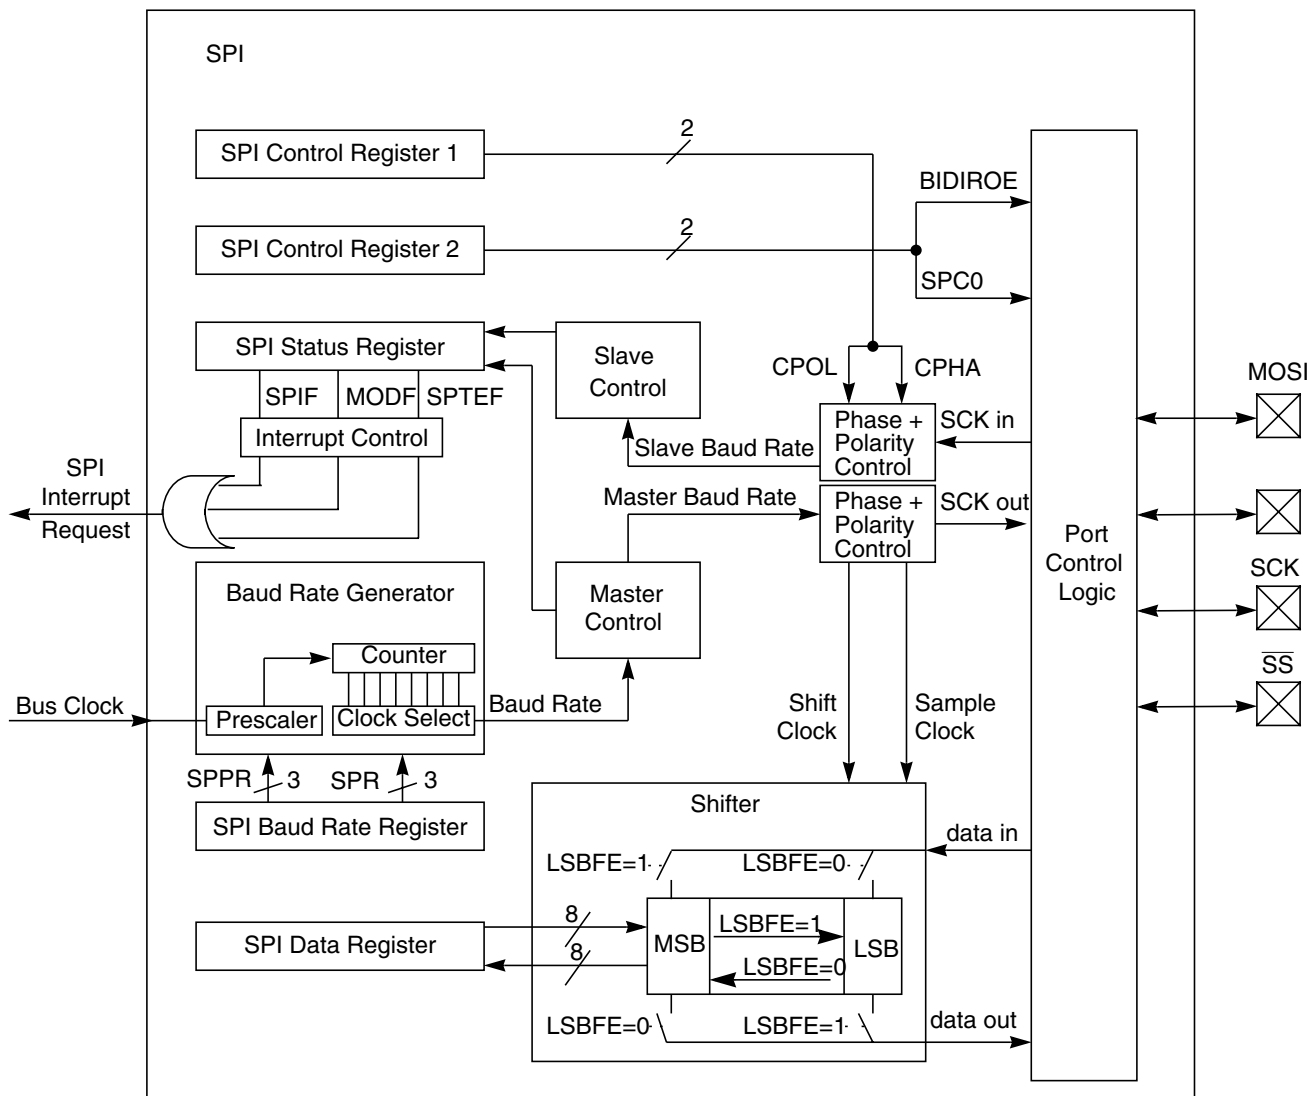 SPI
SPI Control Register 1
2
BIDIROE
SPI Control Register 2
2
SPC0
SPI Status Register
Slave
Control
CPOL
CPHA
MOSI
SPIF
MODF
SPTEF
Interrupt Control
Phase +
Polarity
Control
SCK in
Slave Baud Rate
SPI
Interrupt
Request
Master Baud Rate
Phase +
Polarity
Control
SCK out
Port
Control
Logic
SCK
Baud Rate Generator
Master
Control
Counter
SS
Bus Clock
Prescaler
Clock Select
Baud Rate
Shift
Clock
Sample
Clock
SPPR
3
SPR
3
SPI Baud Rate Register
Shifter
data in
LSBFE=1
LSBFE=0
8
SPI Data Register
8
MSB
LSBFE=1
LSBFE=0
LSB
LSBFE=0
LSBFE=1
data out